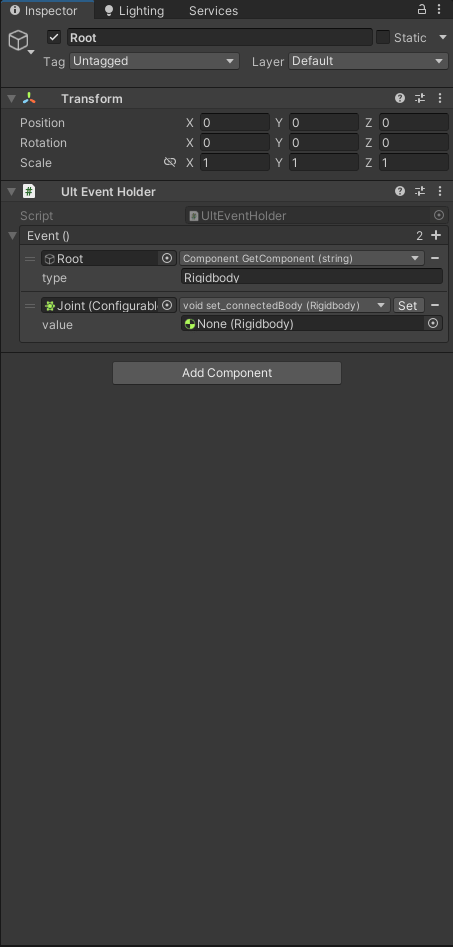 Inspector Lighting Services
Root Static
Tag Untagged Layer Default
Transform
Position X 0 Y 0 Z 0
Rotation X 0 Y 0 Z 0
Scale X 1 Y 1 Z 1
# Ult Event Holder
Script # UltEventHolder
Event () 2 +
Root Component GetComponent (string)
type Rigidbody
Joint (Configurabl void set_connectedBody (Rigidbody) Set
value None (Rigidbody)
Add Component